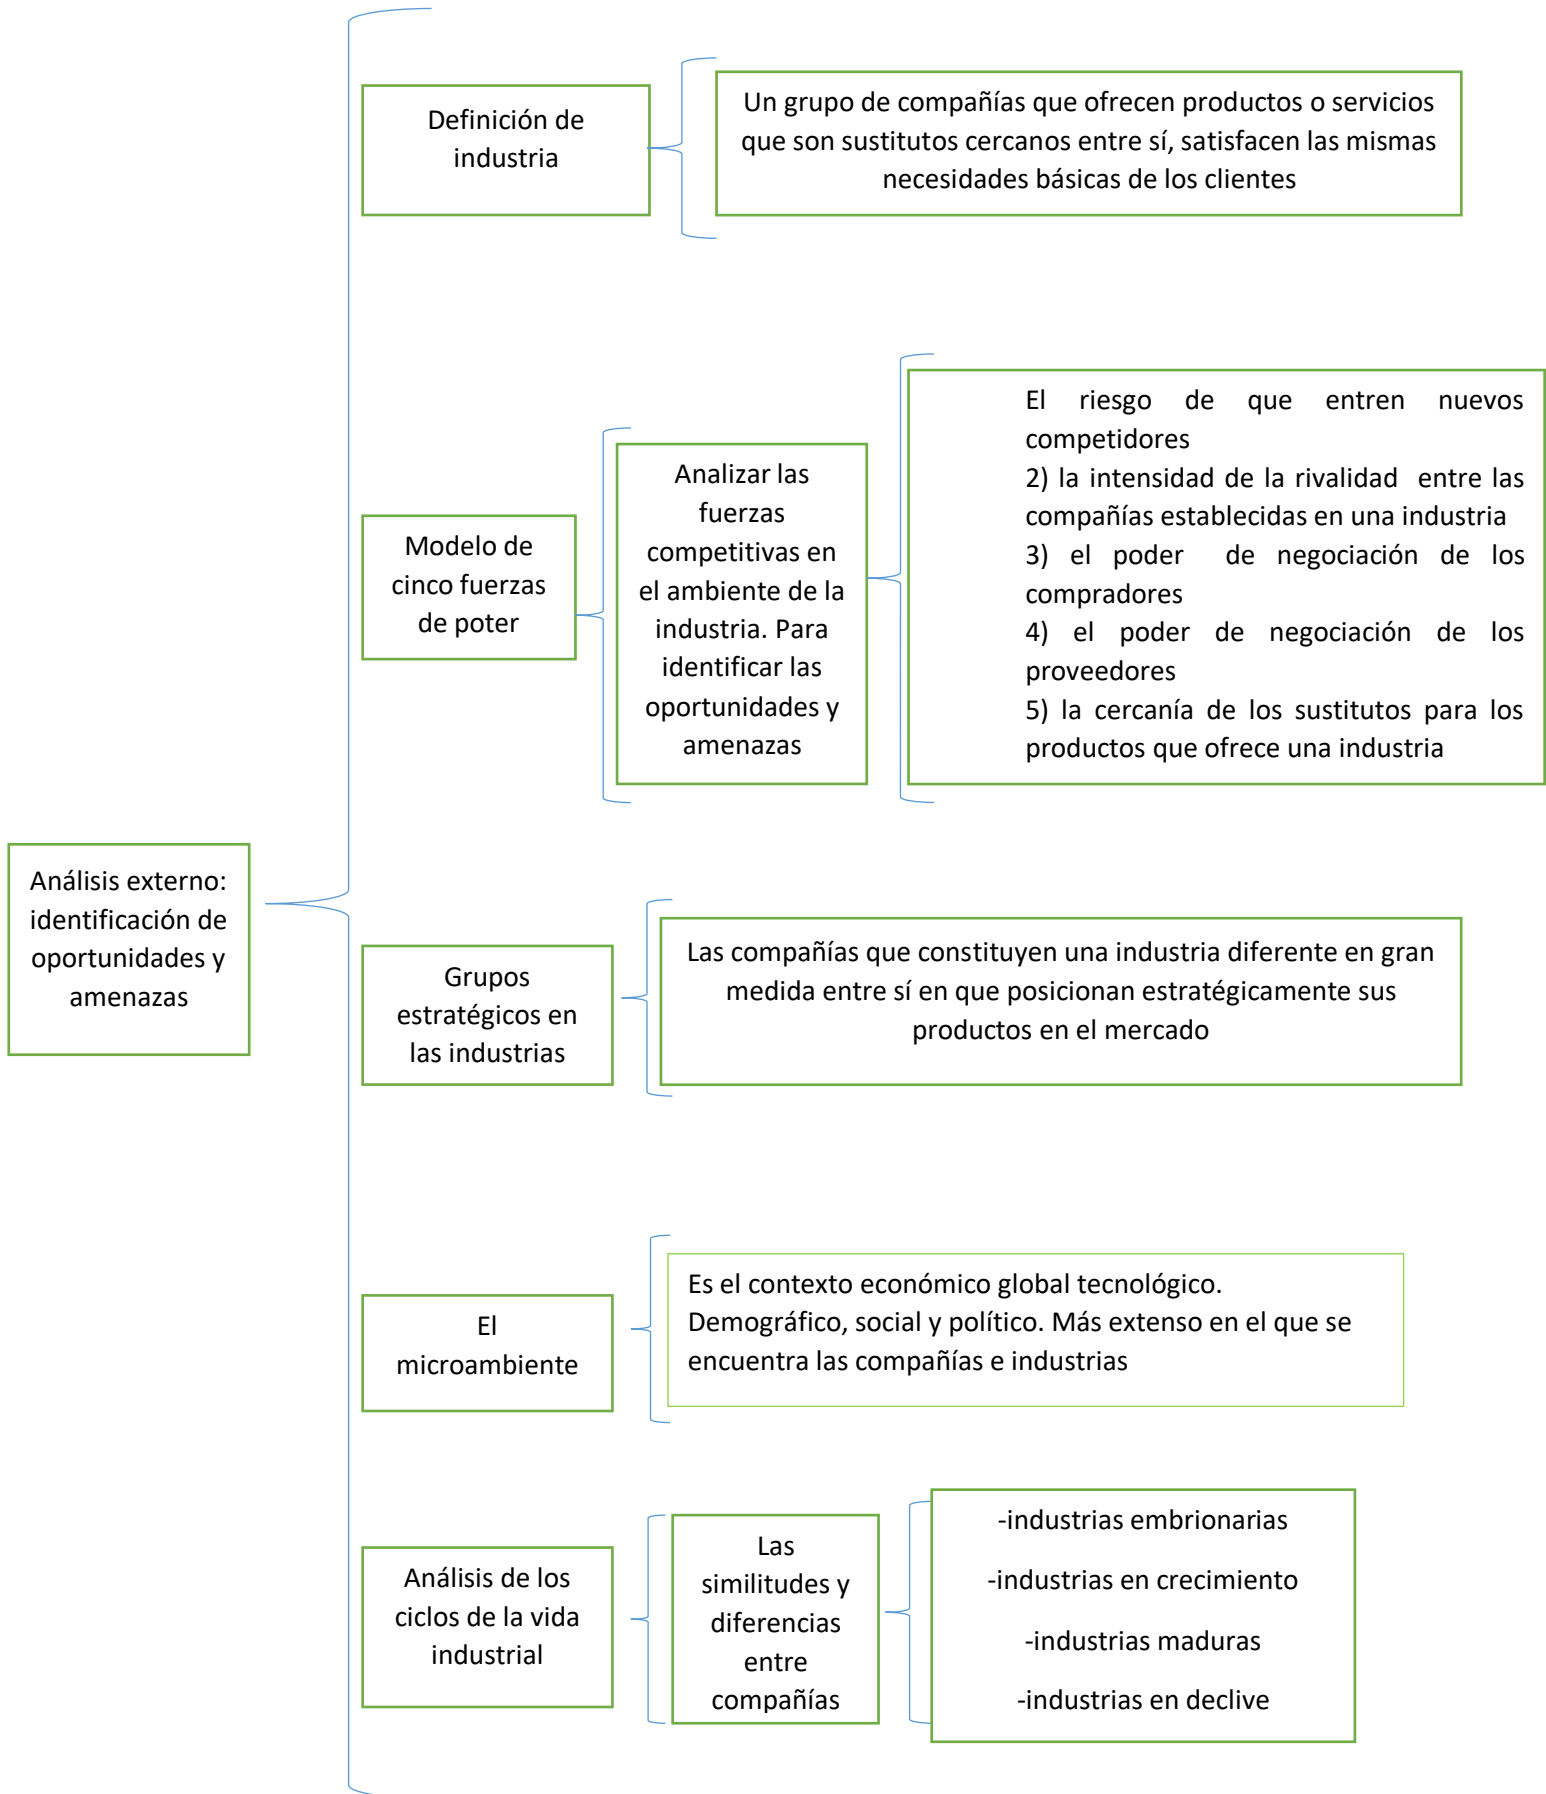 Definición de
industria
Un grupo de compañías que ofrecen productos o servicios
que son sustitutos cercanos entre sí, satisfacen las mismas
necesidades básicas de los clientes
Modelo de
cinco fuerzas
de poter
Analizar las
fuerzas
competitivas en
el ambiente de la
industria. Para
identificar las
oportunidades y
amenazas
El riesgo de que entren nuevos
competidores
2) la intensidad de la rivalidad entre las
compañías establecidas en una industria
3) el poder de negociación de los
compradores
4) el poder de negociación de los
proveedores
5) la cercanía de los sustitutos para los
productos que ofrece una industria
Análisis externo:
identificación de
oportunidades y
amenazas
Grupos
estratégicos en
las industrias
Las compañías que constituyen una industria diferente en gran
medida entre sí en que posicionan estratégicamente sus
productos en el mercado
El
microambiente
Es el contexto económico global tecnológico.
Demográfico, social y político. Más extenso en el que se
encuentra las compañías e industrias
Análisis de los
ciclos de la vida
industrial
Las
similitudes y
diferencias
entre
compañías
-industrias embrionarias
-industrias en crecimiento
-industrias maduras
-industrias en declive